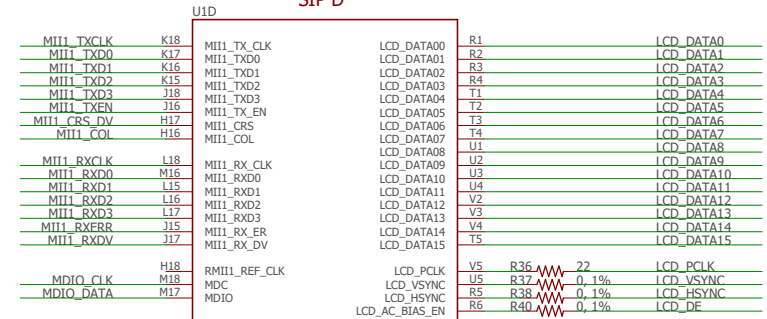 SIP D
U1D
MII1_TXCLK K18 MII1_TX_CLK LCD_DATA00 R1 LCD_DATA0
MII1_TXD0 K17 MII1_TXD0 LCD_DATA01 R2 LCD_DATA1
MII1_TXD1 K16 MII1_TXD1 LCD_DATA02 R3 LCD_DATA2
MII1_TXD2 K15 MII1_TXD2 LCD_DATA03 R4 LCD_DATA3
MII1_TXD3 J18 MII1_TXD3 LCD_DATA04 T1 LCD_DATA4
MII1_TXEN J16 MII1_TX_EN LCD_DATA05 T2 LCD_DATA5
MII1_CRS_DV H17 MII1_CRS LCD_DATA06 T3 LCD_DATA6
MII1_COL H16 MII1_COL LCD_DATA07 T4 LCD_DATA7
LCD_DATA08 U1 LCD_DATA8
MII1_RXCLK L18 MII1_RX_CLK LCD_DATA09 U2 LCD_DATA9
MII1_RXD0 M16 MII1_RXD0 LCD_DATA10 U3 LCD_DATA10
MII1_RXD1 L15 MII1_RXD1 LCD_DATA11 U4 LCD_DATA11
MII1_RXD2 L16 MII1_RXD2 LCD_DATA12 V2 LCD_DATA12
MII1_RXD3 L17 MII1_RXD3 LCD_DATA13 V3 LCD_DATA13
MII1_RXERR J15 MII1_RX_ER LCD_DATA14 V4 LCD_DATA14
MII1_RXDV J17 MII1_RX_DV LCD_DATA15 T5 LCD_DATA15
H18 RMII1_REF_CLK LCD_PCLK V5 R36 22 LCD_PCLK
MDIO_CLK M18 MDC LCD_VSYNC U5 R37 0, 1% LCD_VSYNC
MDIO_DATA M17 MDIO LCD_HSYNC R5 R38 0, 1% LCD_HSYNC
LCD_AC_BIAS_EN R6 R40 0, 1% LCD_DE